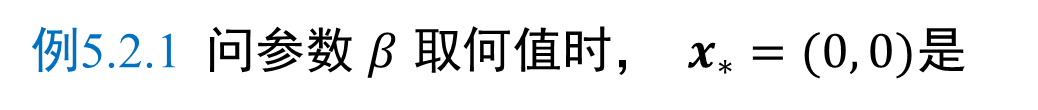 例5.2.1 问参数 β 取何值时， x* = (0,0)是